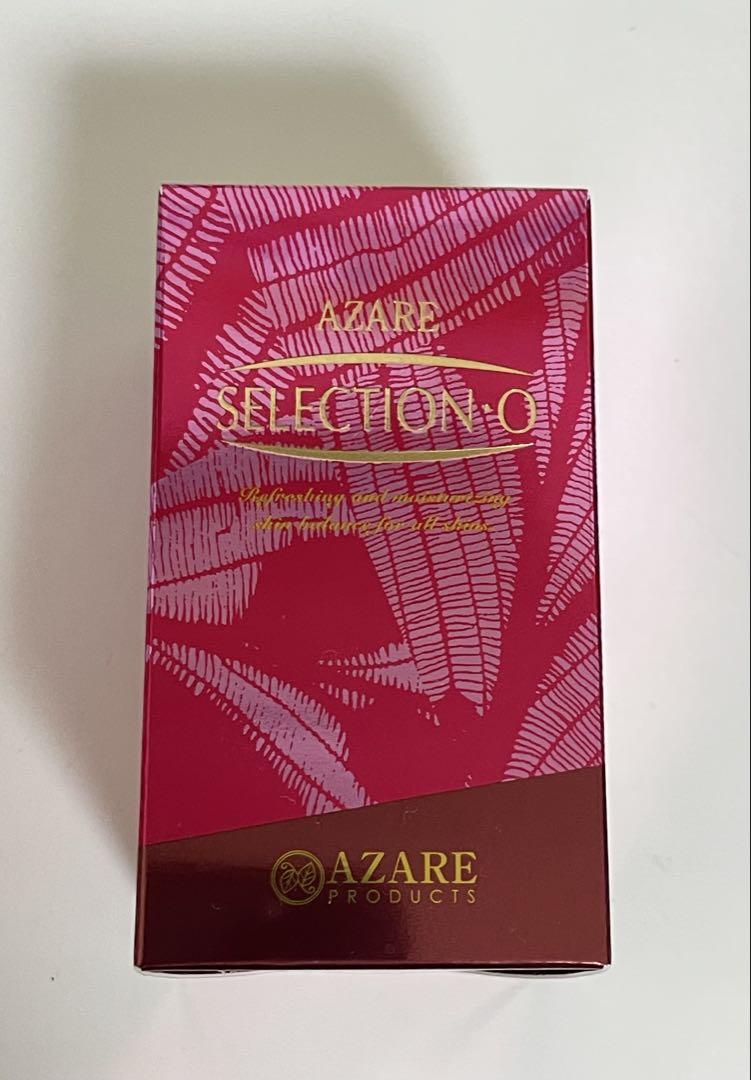 AZARE
SELECTION·O
Refreshing and moisturizing
skin balance for all skins.
AZARE
PRODUCTS